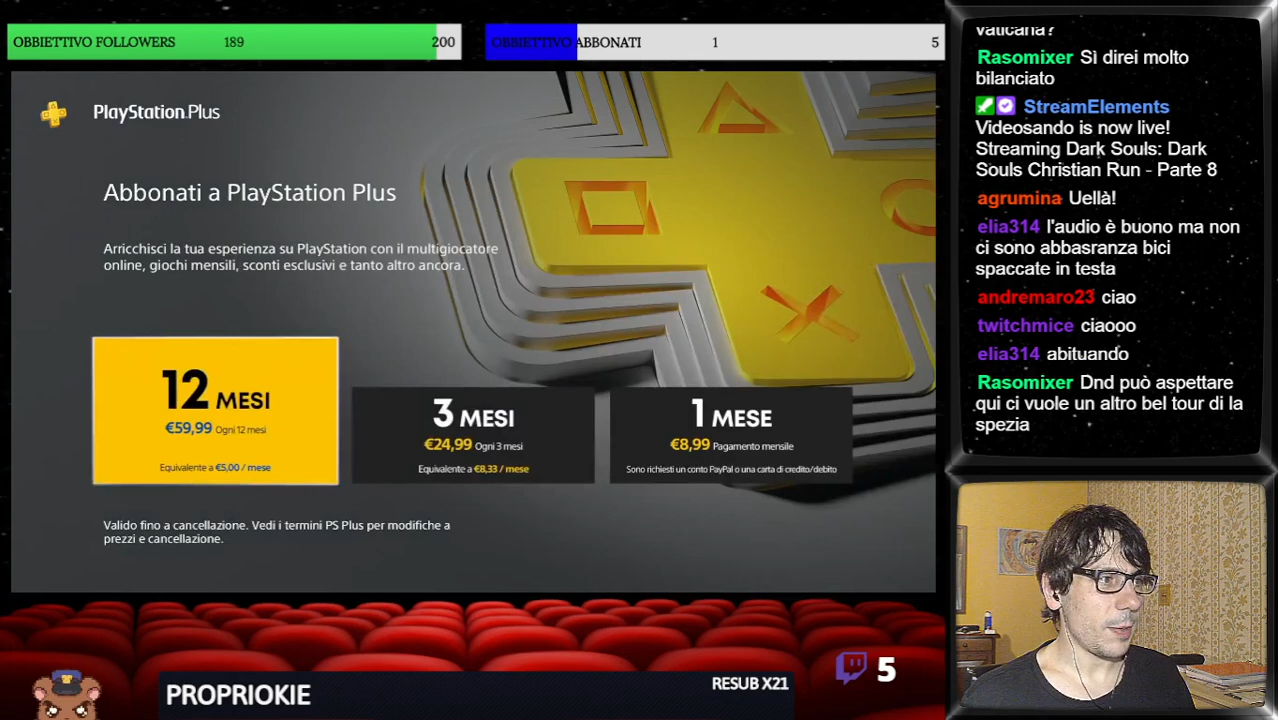 OBBIETTIVO FOLLOWERS 189 200
OBBIETTIVO ABBONATI 1 5
PlayStation Plus
Abbonati a PlayStation Plus
Arricchisci la tua esperienza su PlayStation con il multigiocatore
online, giochi mensili, sconti esclusivi e tanto altro ancora.
12 MESI
€59,99 Ogni 12 mesi
Equivalente a €5,00 / mese
3 MESI
€24,99 Ogni 3 mesi
Equivalente a €8,33 / mese
1 MESE
€8,99 Pagamento mensile
Sono richiesti un conto PayPal o una carta di credito/debito
Valido fino a cancellazione. Vedi i termini PS Plus per modifiche a
prezzi e cancellazione.
PROPRIOKIE
RESUB X21
5
vaticana?
Rasomixer Sì direi molto
bilanciato
StreamElements
Videosando is now live!
Streaming Dark Souls: Dark
Souls Christian Run - Parte 8
agrumina Uellà!
elia314 l'audio è buono ma non
ci sono abbasranza bici
spaccate in testa
andremaro23 ciao
twitchmice ciaooo
elia314 abituando
Rasomixer Dnd può aspettare
qui ci vuole un altro bel tour di la
spezia